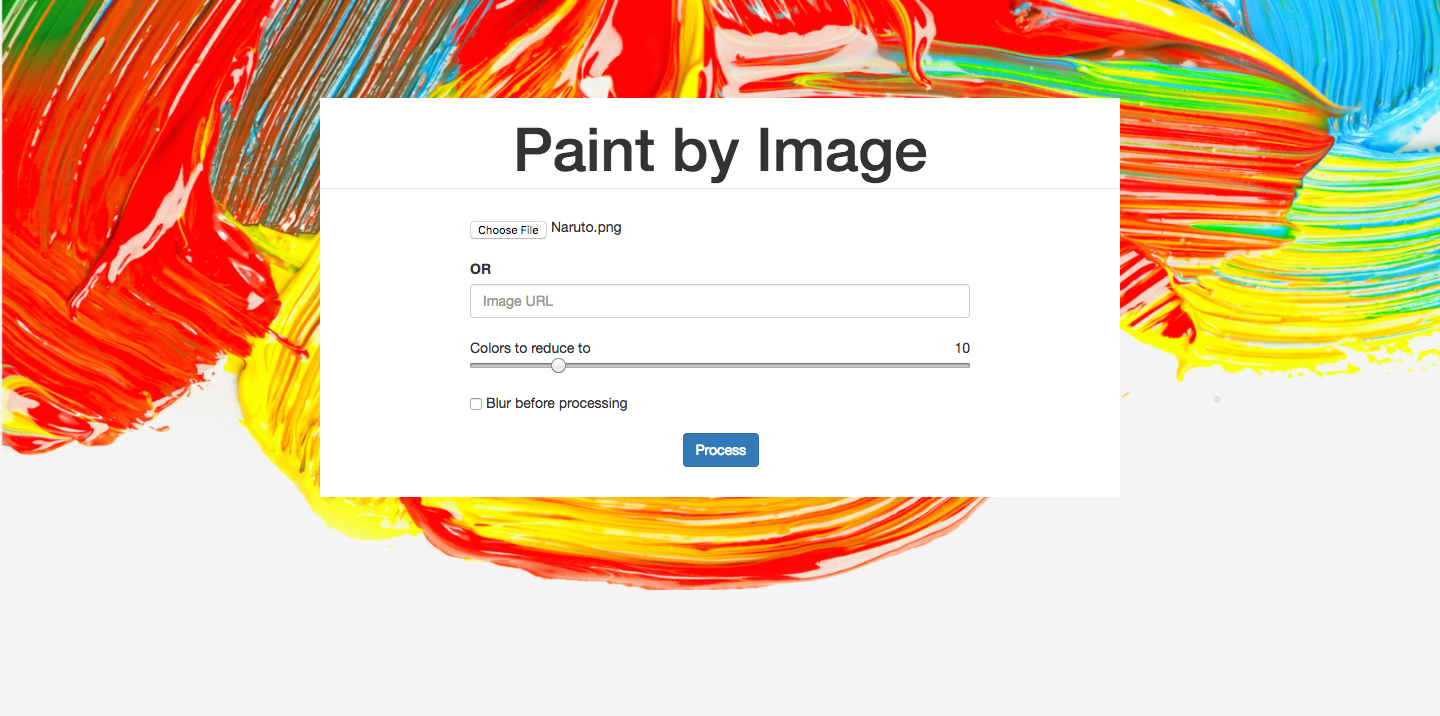 Paint by Image
Choose File Naruto.png
OR
Image URL
Colors to reduce to 10
Blur before processing
Process